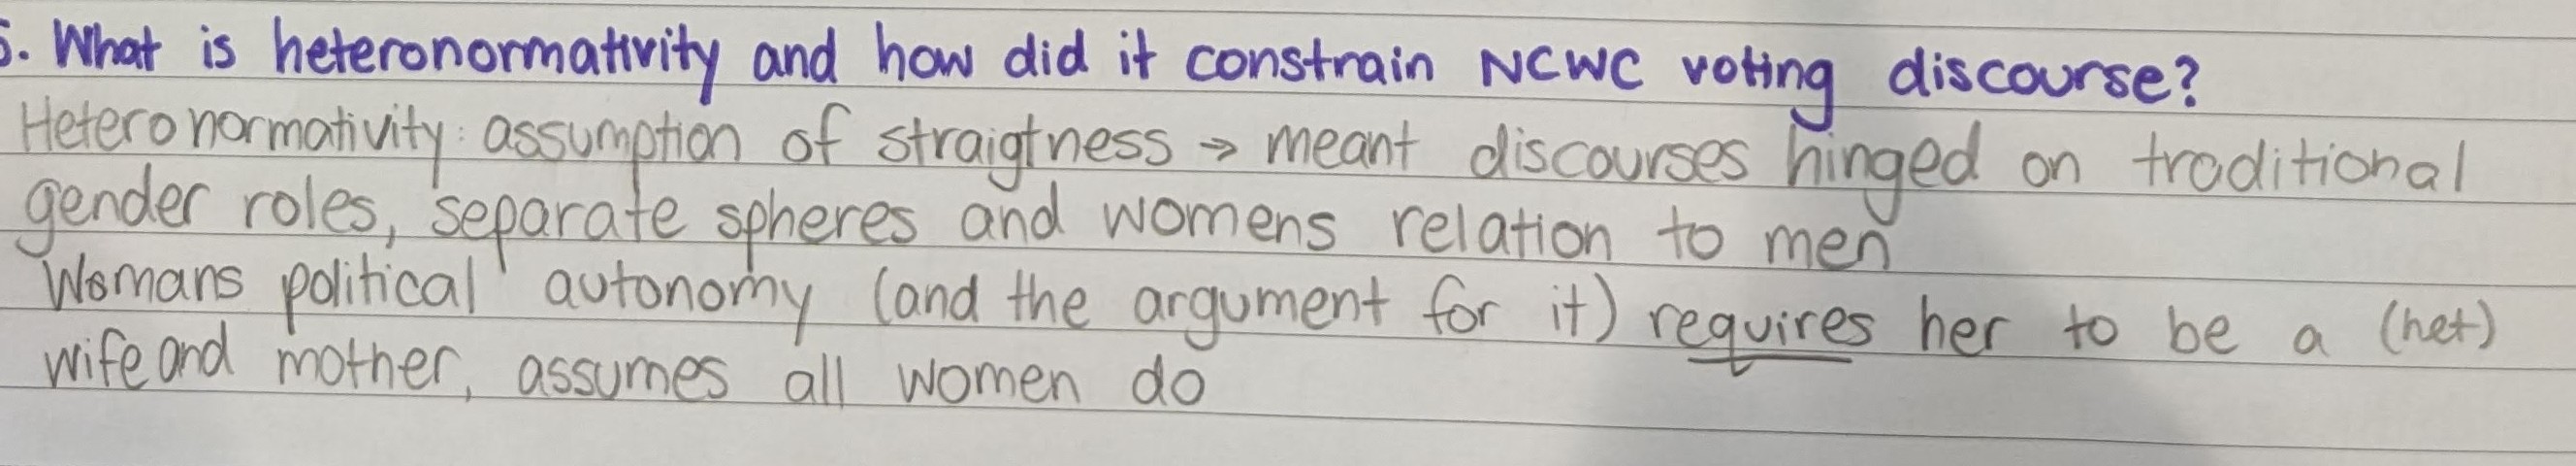 5. What is heteronormativity and how did it constrain NCWC voting discourse?
Heteronormativity: assumption of straigtness → meant discourses hinged on traditional
gender roles, separate spheres and womens relation to men
Womans political autonomy (and the argument for it) requires her to be a (het)
wife and mother, assumes all women do